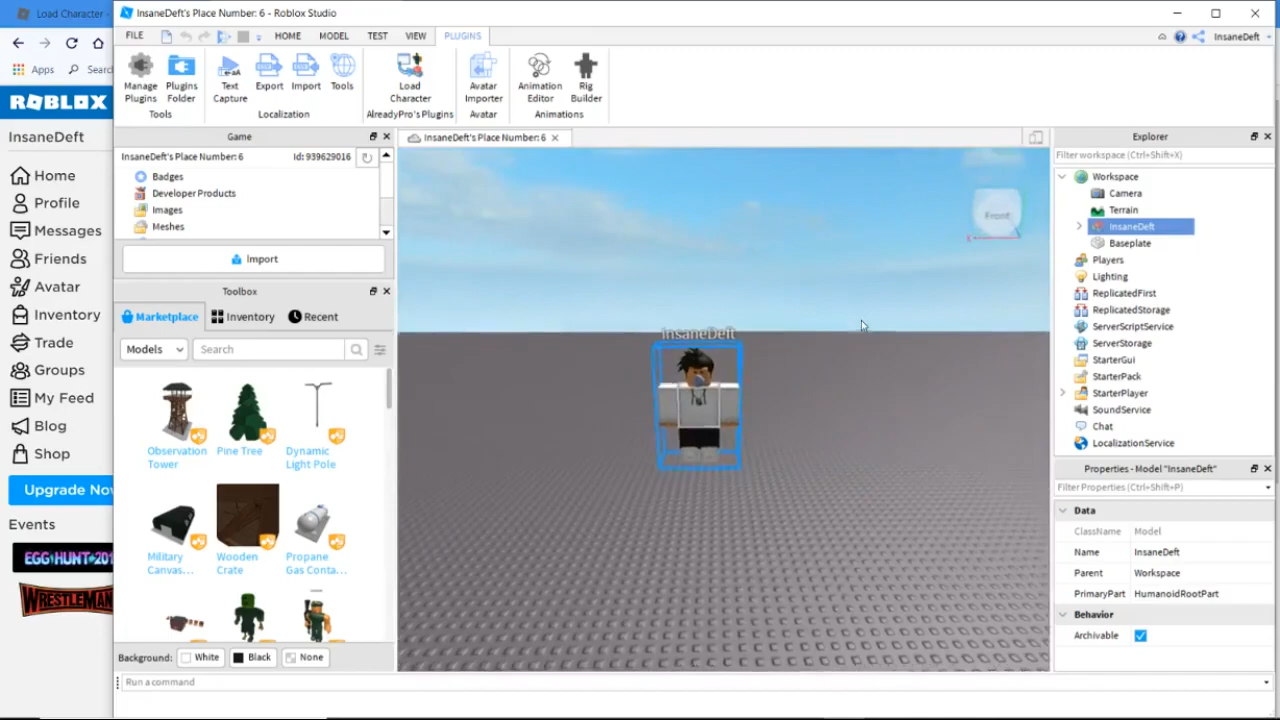 Load Character -
InsaneDeft's Place Number: 6 - Roblox Studio
FILE
HOME
MODEL
TEST
VIEW
PLUGINS
InsaneDeft
Apps
Manage Plugins
Plugins Folder
Text Capture
Export
Import
Tools
Load Character
Avatar Importer
Animation Editor
Rig Builder
Tools
Localization
AlreadyPro's Plugins
Avatar
Animations
ROBLOX
InsaneDeft
Home
Profile
Messages
Friends
Avatar
Inventory
Trade
Groups
My Feed
Blog
Shop
Upgrade Now
Events
EGG HUNT 201
WRESTLEMAN
Game
InsaneDeft's Place Number: 6
Id: 939629016
Badges
Developer Products
Images
Meshes
Import
Toolbox
Marketplace
Inventory
Recent
Models
Search
Observation Tower
Pine Tree
Dynamic Light Pole
Military Canvas...
Wooden Crate
Propane Gas Conta...
Background:
White
Black
None
Run a command
InsaneDeft's Place Number: 6
Front
InsaneDeft
Explorer
Filter workspace (Ctrl+Shift+X)
Workspace
Camera
Terrain
InsaneDeft
Baseplate
Players
Lighting
ReplicatedFirst
ReplicatedStorage
ServerScriptService
ServerStorage
StarterGui
StarterPack
StarterPlayer
SoundService
Chat
LocalizationService
Properties - Model "InsaneDeft"
Filter Properties (Ctrl+Shift+P)
Data
ClassName Model
Name InsaneDeft
Parent Workspace
PrimaryPart HumanoidRootPart
Behavior
Archivable